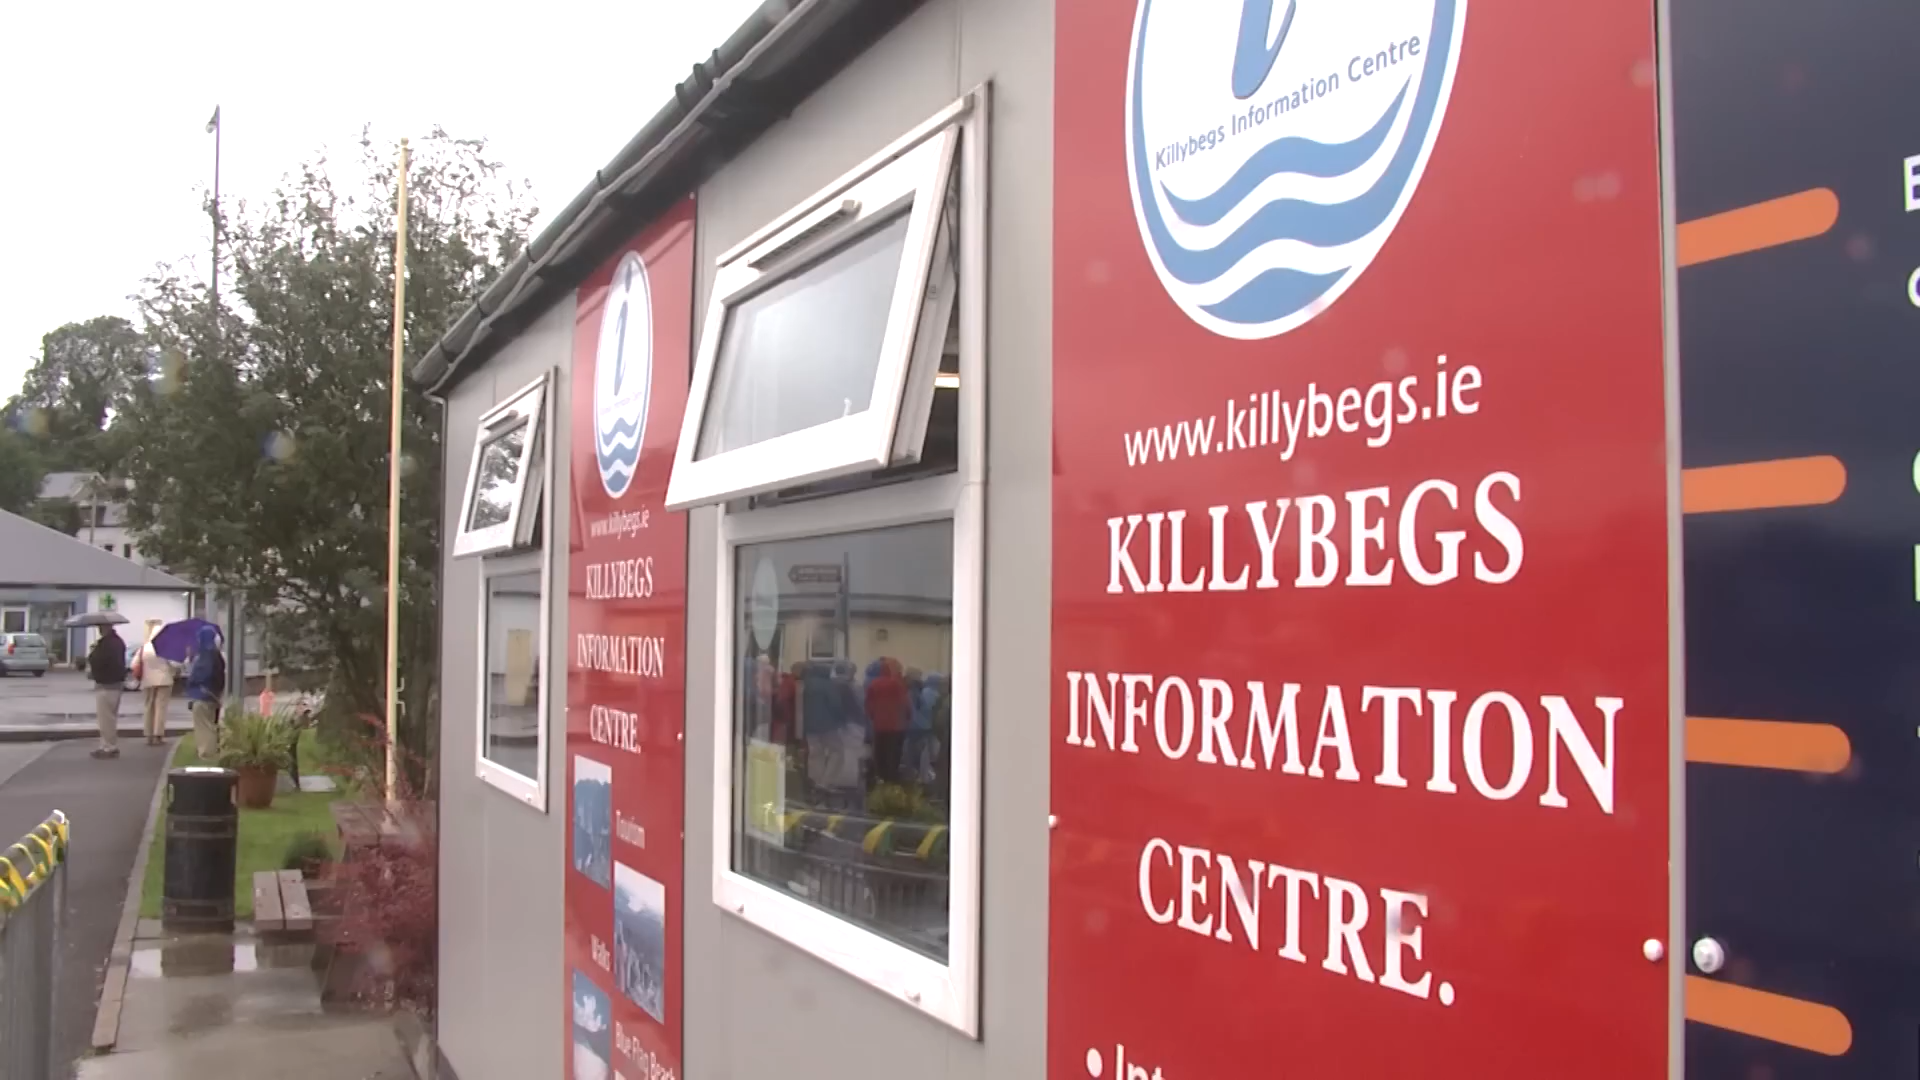 i
Killybegs Information Centre
www.killybegs.ie
KILLYBEGS
INFORMATION
CENTRE.
www.killybegs.ie
KILLYBEGS
INFORMATION
CENTRE.
Tourism
Walks
Blue Flag Beach